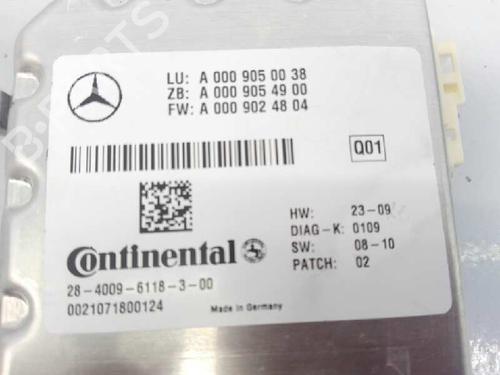 LU: A 000 905 00 38
ZB: A 000 905 49 00
FW: A 000 902 48 04
Q01
HW: 23-09
DIAG-K: 0109
SW: 08-10
PATCH: 02
Continental
28-4009-6118-3-00
0021071800124
Made in Germany
B-PARTS